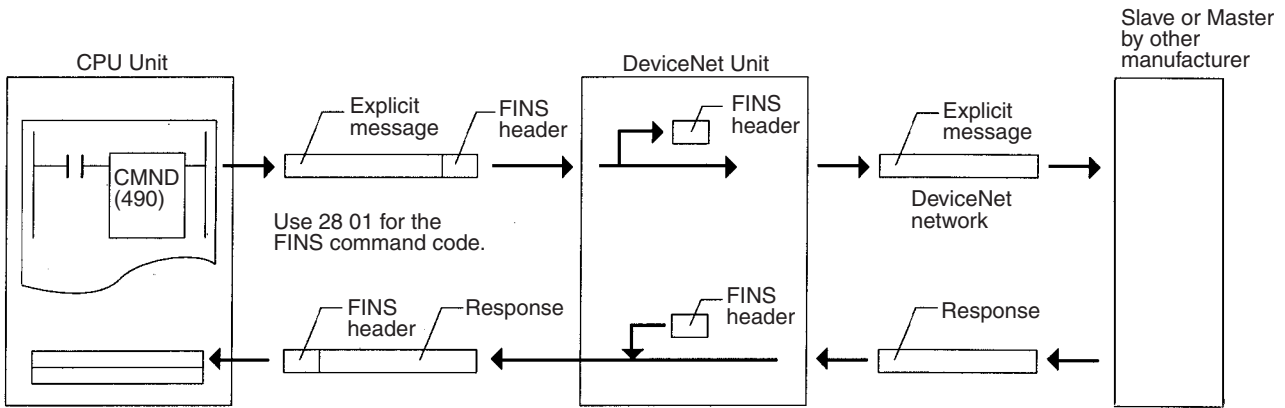 Slave or Master
by other
manufacturer
CPU Unit
DeviceNet Unit
Explicit
message
FINS
header
FINS
header
Explicit
message
CMND
(490)
DeviceNet
network
Use 28 01 for the
FINS command code.
FINS
header
Response
FINS
header
Response